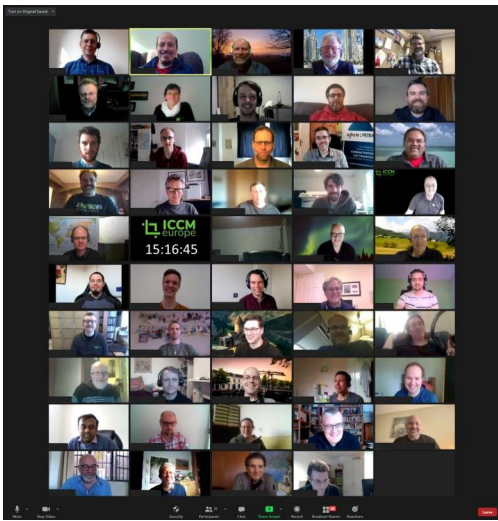 Turn on Original Sound
ICCM
europe
ICCM
europe
15:16:45
Mute
Stop Video
Security
Participants
Chat
Share Screen
Record
Breakout Rooms
Reactions
Leave